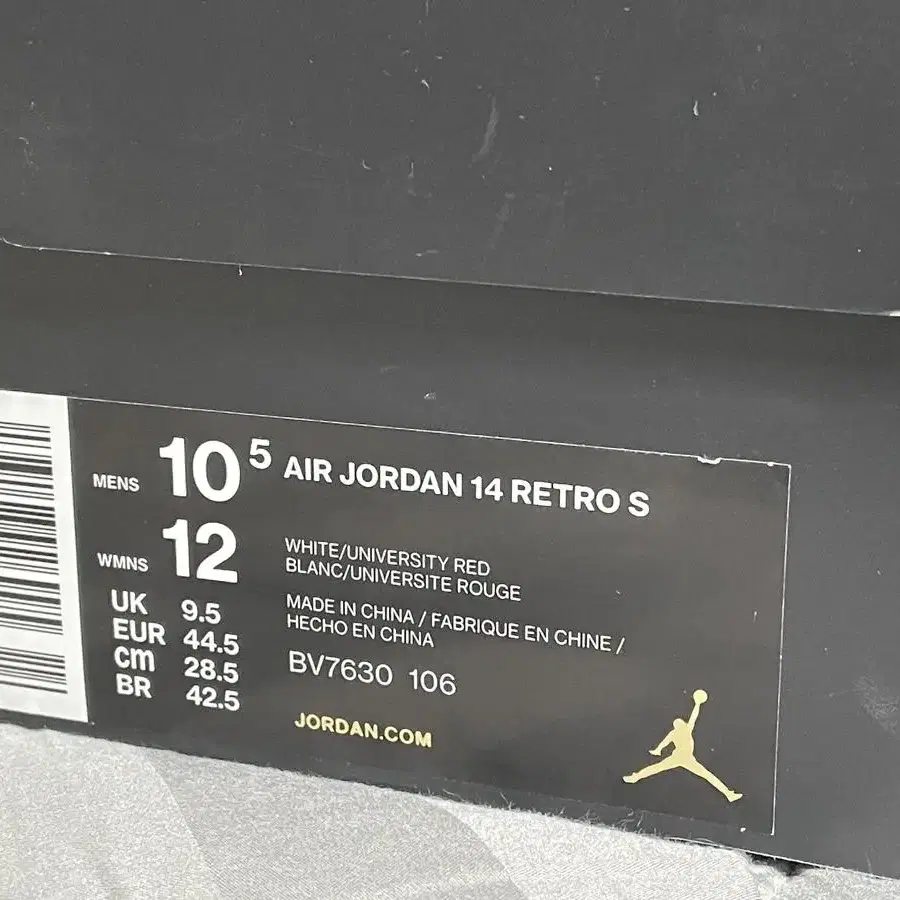 MENS 10 5 AIR JORDAN 14 RETRO S
WMNS 12
WHITE/UNIVERSITY RED
BLANC/UNIVERSITE ROUGE
UK 9.5
EUR 44.5
cm 28.5
BR 42.5
MADE IN CHINA / FABRIQUE EN CHINE /
HECHO EN CHINA
BV7630 106
JORDAN.COM